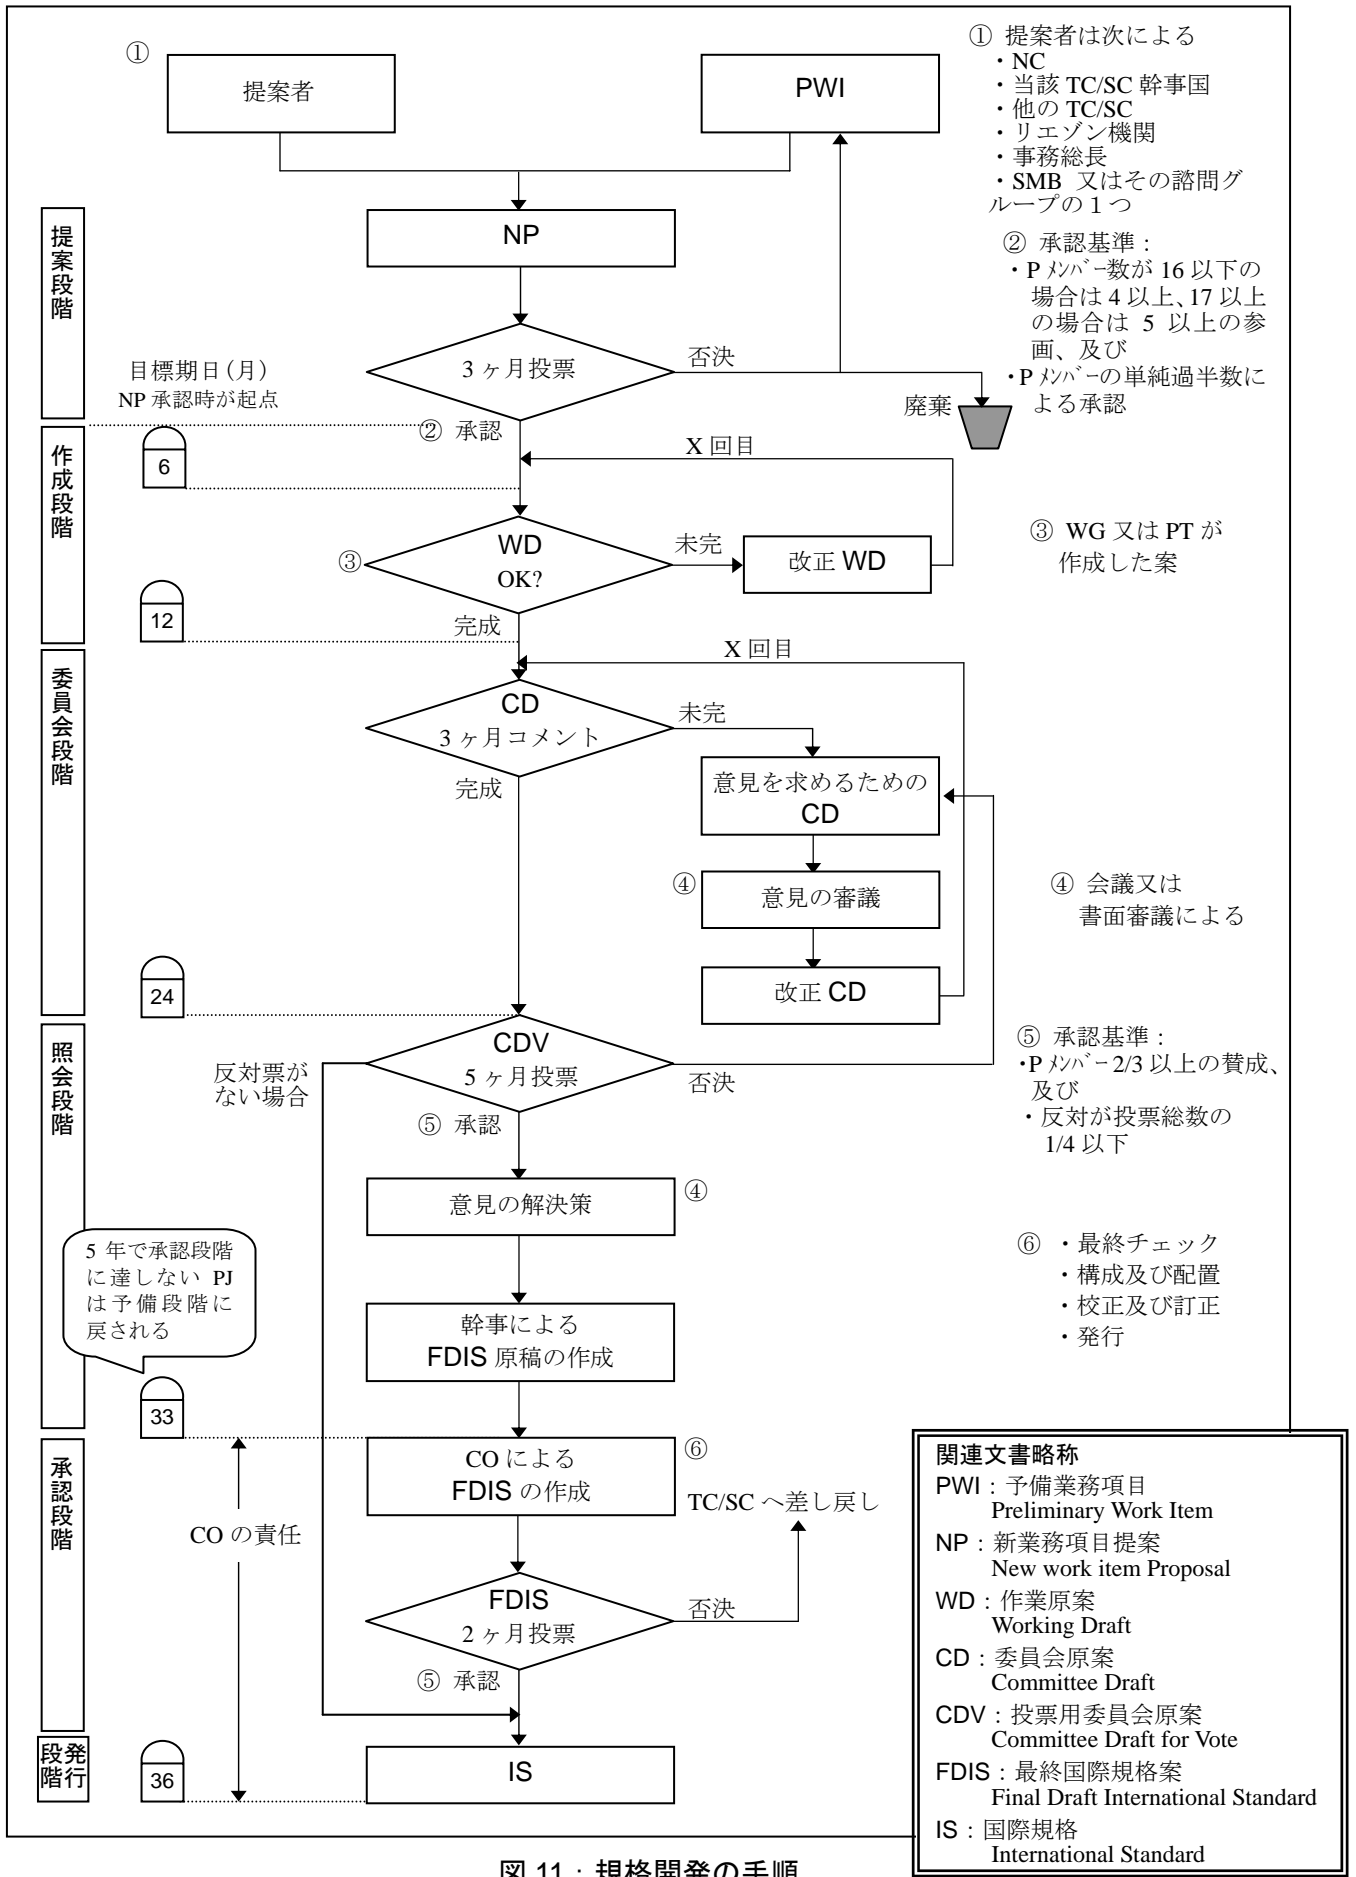 ①
提案者
PWI
① 提案者は次による
・NC
・当該 TC/SC 幹事国
・他の TC/SC
・リエゾン機関
・事務総長
・SMB 又はその諮問グ
ループの１つ
提案段階
NP
② 承認基準：
・P ﾒﾝﾊﾞｰ数が 16 以下の
場合は 4 以上、17 以上
の場合は 5 以上の参
画、及び
・P ﾒﾝﾊﾞｰの単純過半数に
よる承認
3 ヶ月投票
否決
廃棄
目標期日(月)
NP 承認時が起点
② 承認
作成段階
6
X 回目
WD
OK?
③
未完
改正 WD
③ WG 又は PT が
作成した案
12
完成
委員会段階
X 回目
CD
3 ヶ月コメント
未完
完成
意見を求めるための
CD
④
意見の審議
④ 会議又は
書面審議による
改正 CD
24
照会段階
CDV
5 ヶ月投票
反対票が
ない場合
否決
⑤ 承認
⑤ 承認基準：
・P ﾒﾝﾊﾞｰ 2/3 以上の賛成、
及び
・反対が投票総数の
1/4 以下
意見の解決策
④
5 年で承認段階
に達しない PJ
は予備段階に
戻される
⑥ ・最終チェック
・構成及び配置
・校正及び訂正
・発行
幹事による
FDIS 原稿の作成
33
承認段階
CO による
FDIS の作成
⑥
TC/SC へ差し戻し
CO の責任
FDIS
2 ヶ月投票
否決
⑤ 承認
発行段階
36
IS
関連文書略称
PWI：予備業務項目
Preliminary Work Item
NP：新業務項目提案
New work item Proposal
WD：作業原案
Working Draft
CD：委員会原案
Committee Draft
CDV：投票用委員会原案
Committee Draft for Vote
FDIS：最終国際規格案
Final Draft International Standard
IS：国際規格
International Standard
図 11：規格開発の手順